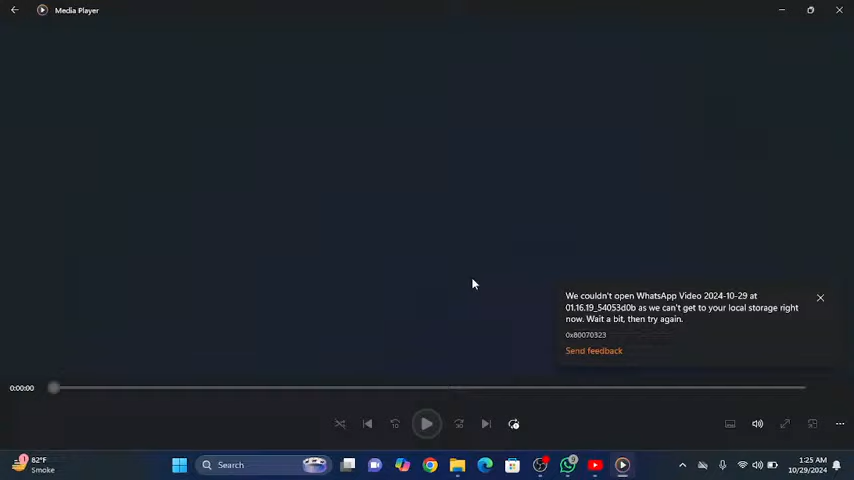 Media Player
We couldn't open WhatsApp Video 2024-10-29 at
01.16.19_54053d0b as we can't get to your local storage right
now. Wait a bit, then try again.
0x80070323
Send feedback
0:00:00
10
30
82°F
Smoke
Search
1:25 AM
10/29/2024